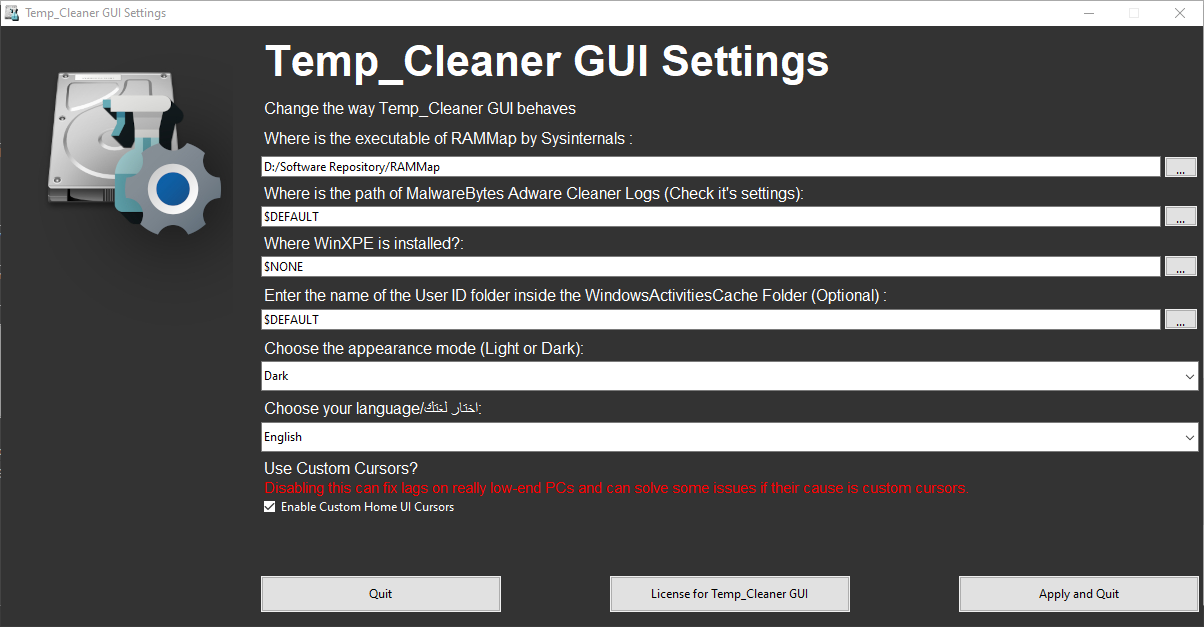 Temp_Cleaner GUI Settings
Temp_Cleaner GUI Settings
Change the way Temp_Cleaner GUI behaves
Where is the executable of RAMMap by Sysinternals :
D:/Software Repository/RAMMap
...
Where is the path of MalwareBytes Adware Cleaner Logs (Check it's settings):
$DEFAULT
...
Where WinXPE is installed?:
$NONE
...
Enter the name of the User ID folder inside the WindowsActivitiesCache Folder (Optional) :
$DEFAULT
...
Choose the appearance mode (Light or Dark):
Dark
Choose your language/اختار لغتك:
English
Use Custom Cursors?
Disabling this can fix lags on really low-end PCs and can solve some issues if their cause is custom cursors.
Enable Custom Home UI Cursors
Quit
License for Temp_Cleaner GUI
Apply and Quit